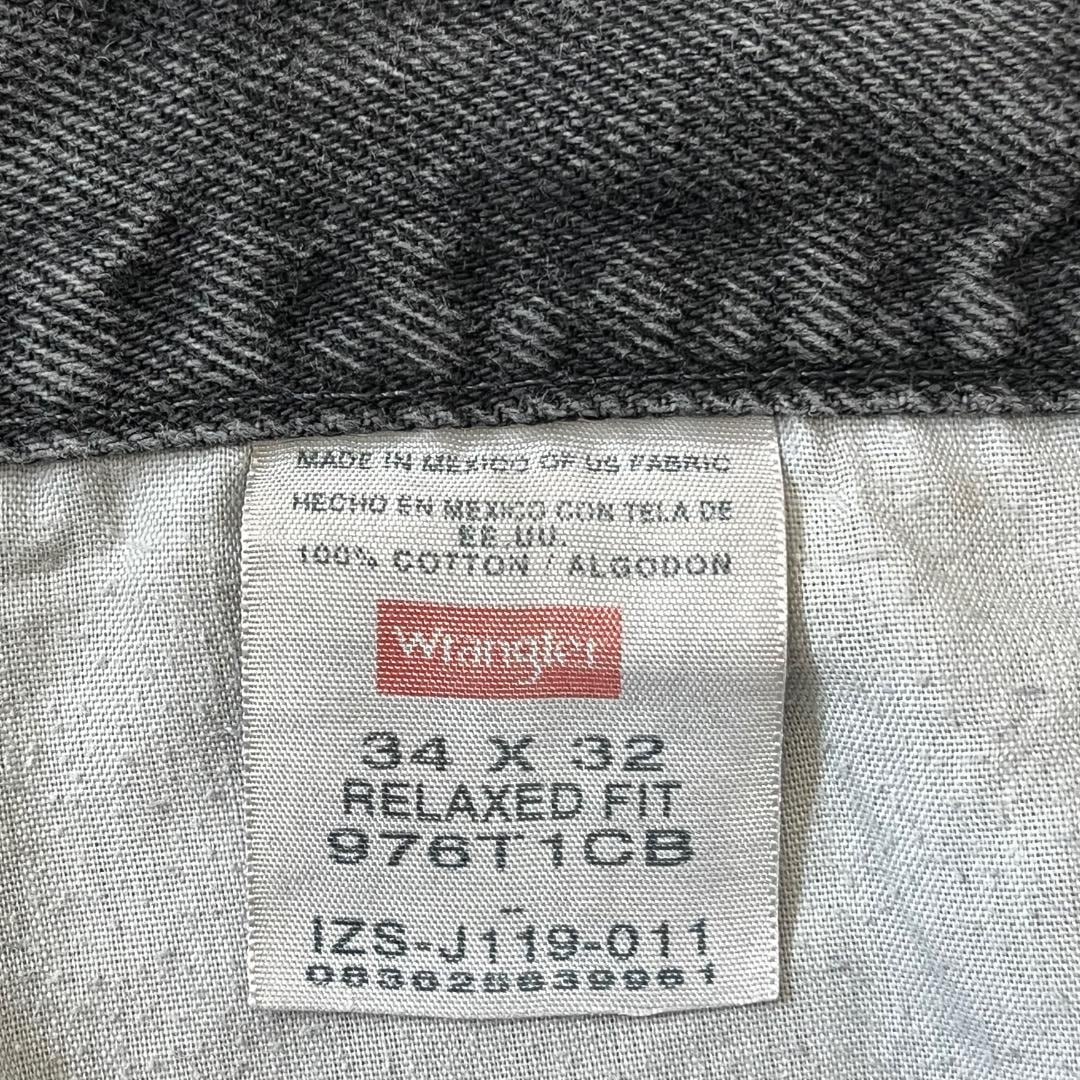 MADE IN MEXICO OF US FABRIC
HECHO EN MEXICO CON TELA DE
EE.UU.
100% COTTON / ALGODON
Wrangler
34 X 32
RELAXED FIT
976T1CB
IZS-J119-011
083625639961